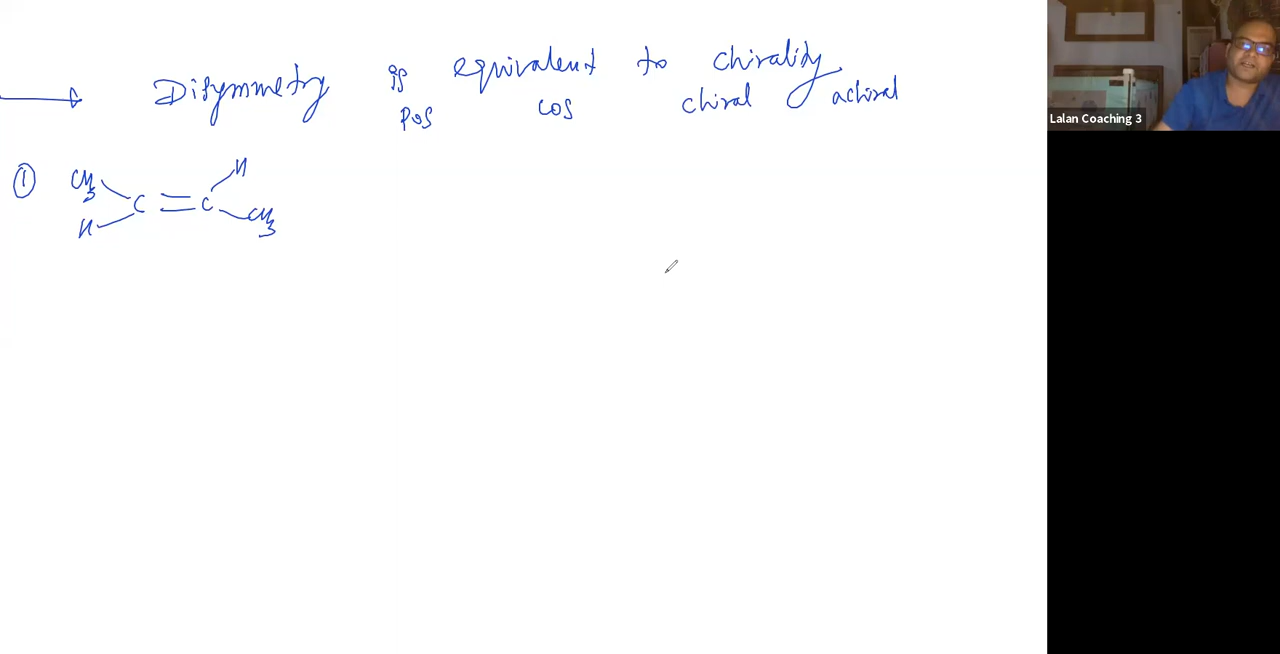 Disymmetry is equivalent to chirality
POS COS chiral achiral
① CH3 H
C = C
H CH3
Lalan Coaching 3